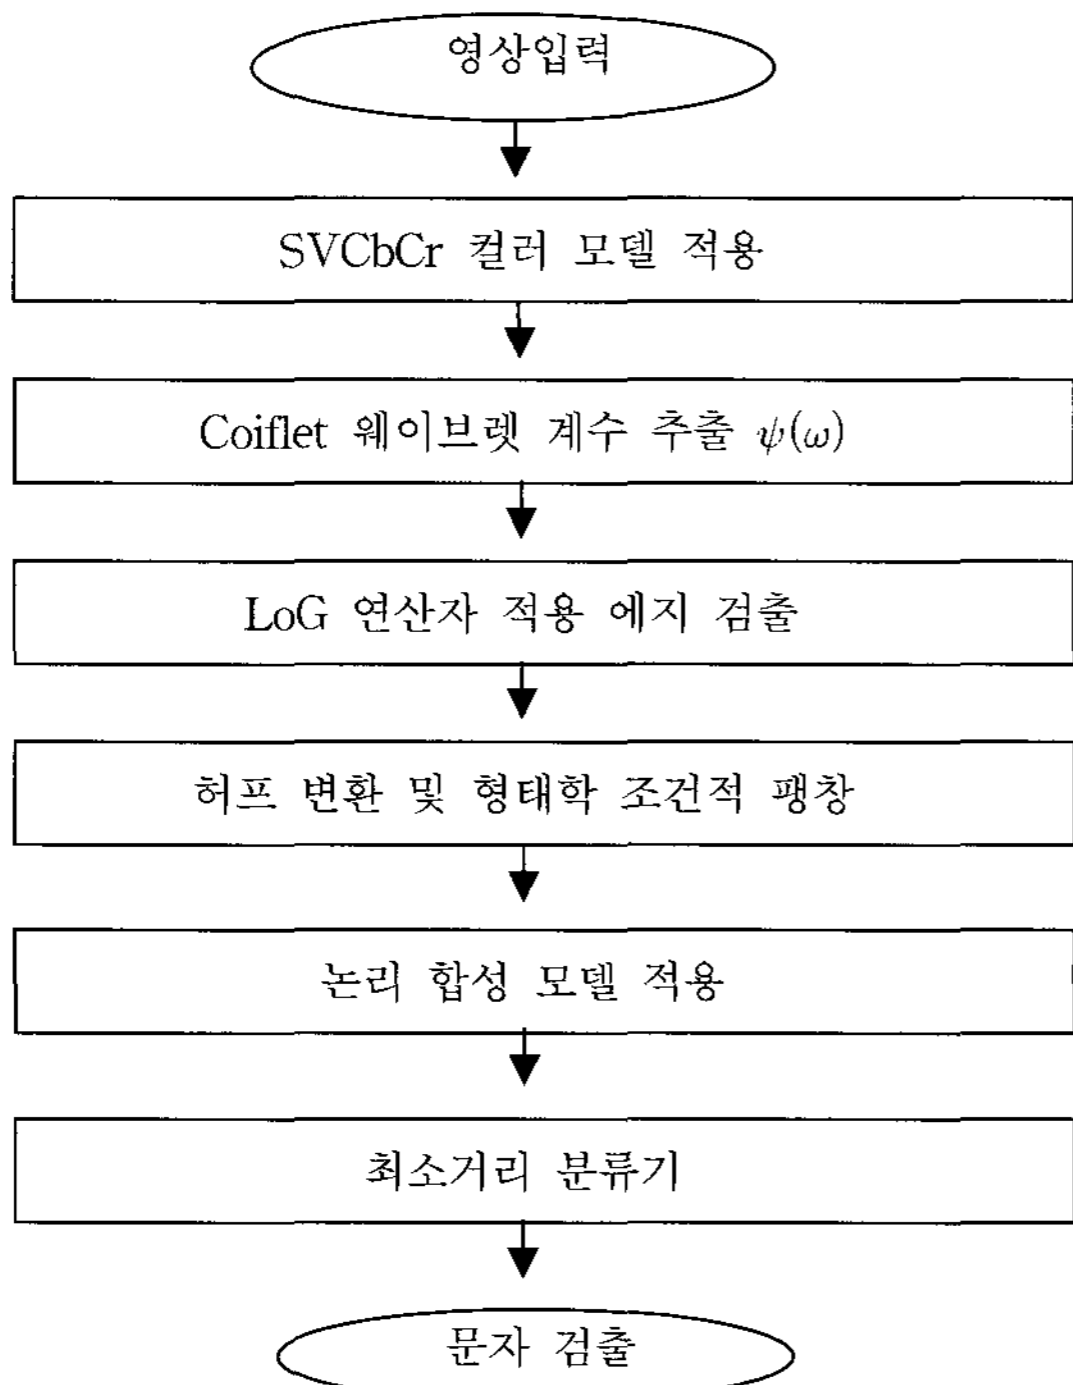 영상입력
SVCbCr 컬러 모델 적용
Coiflet 웨이브렛 계수 추출 ψ(ω)
LoG 연산자 적용 에지 검출
허프 변환 및 형태학 조건적 팽창
논리 합성 모델 적용
최소거리 분류기
문자 검출